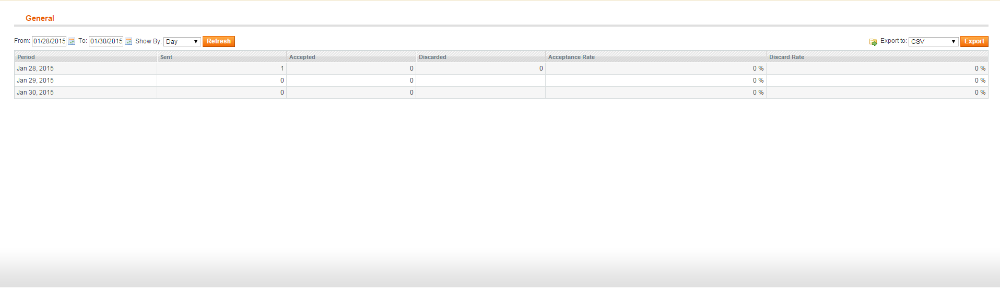 General
From: 01/28/2015 To: 01/30/2015 Show By Day Refresh Export to: CSV Export
Period Sent Accepted Discarded Acceptance Rate Discard Rate
Jan 28, 2015 1 0 0 0 % 0 %
Jan 29, 2015 0 0 0 % 0 %
Jan 30, 2015 0 0 0 % 0 %